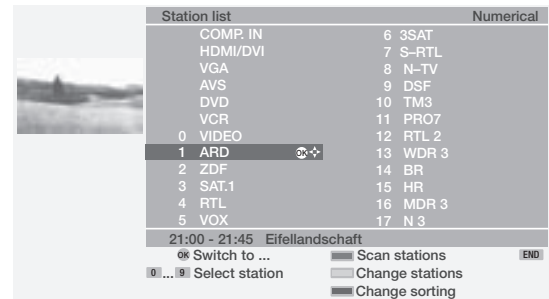 Station list Numerical
COMP. IN
HDMI/DVI
VGA
AVS
DVD
VCR
0 VIDEO
1 ARD OK
2 ZDF
3 SAT.1
4 RTL
5 VOX
6 3SAT
7 S–RTL
8 N–TV
9 DSF
10 TM3
11 PRO7
12 RTL 2
13 WDR 3
14 BR
15 HR
16 MDR 3
17 N 3
21:00 - 21:45 Eifellandschaft
OK Switch to ...
0 ... 9 Select station
Scan stations
Change stations
Change sorting
END